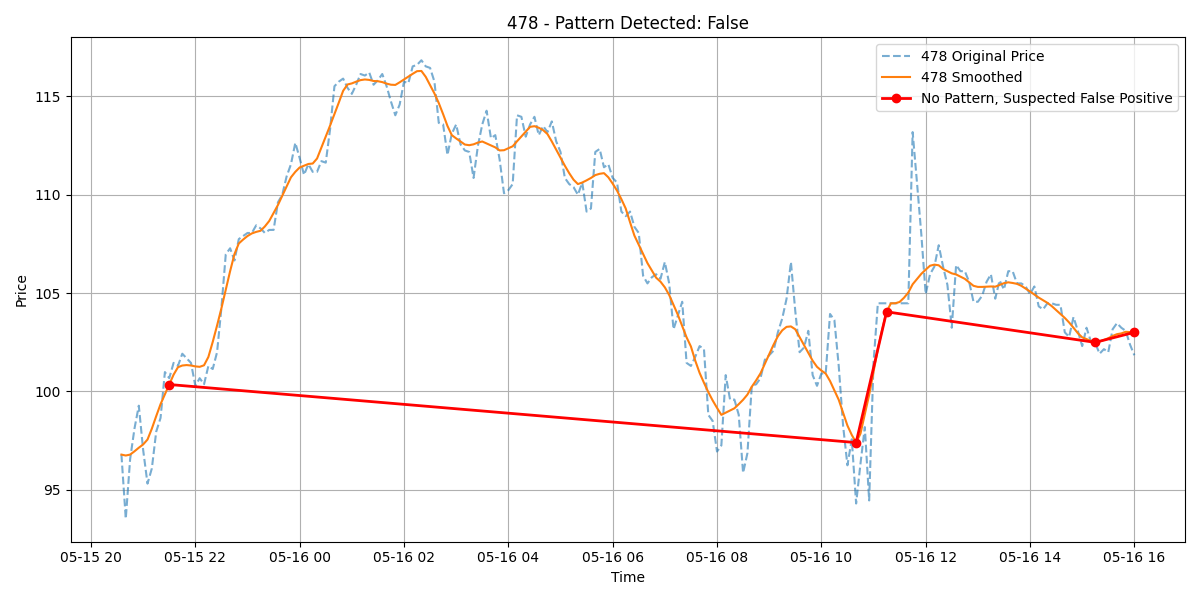 478 - Pattern Detected: False
478 Original Price
478 Smoothed
No Pattern, Suspected False Positive
Price
115
110
105
100
95
05-15 20
05-15 22
05-16 00
05-16 02
05-16 04
05-16 06
05-16 08
05-16 10
05-16 12
05-16 14
05-16 16
Time